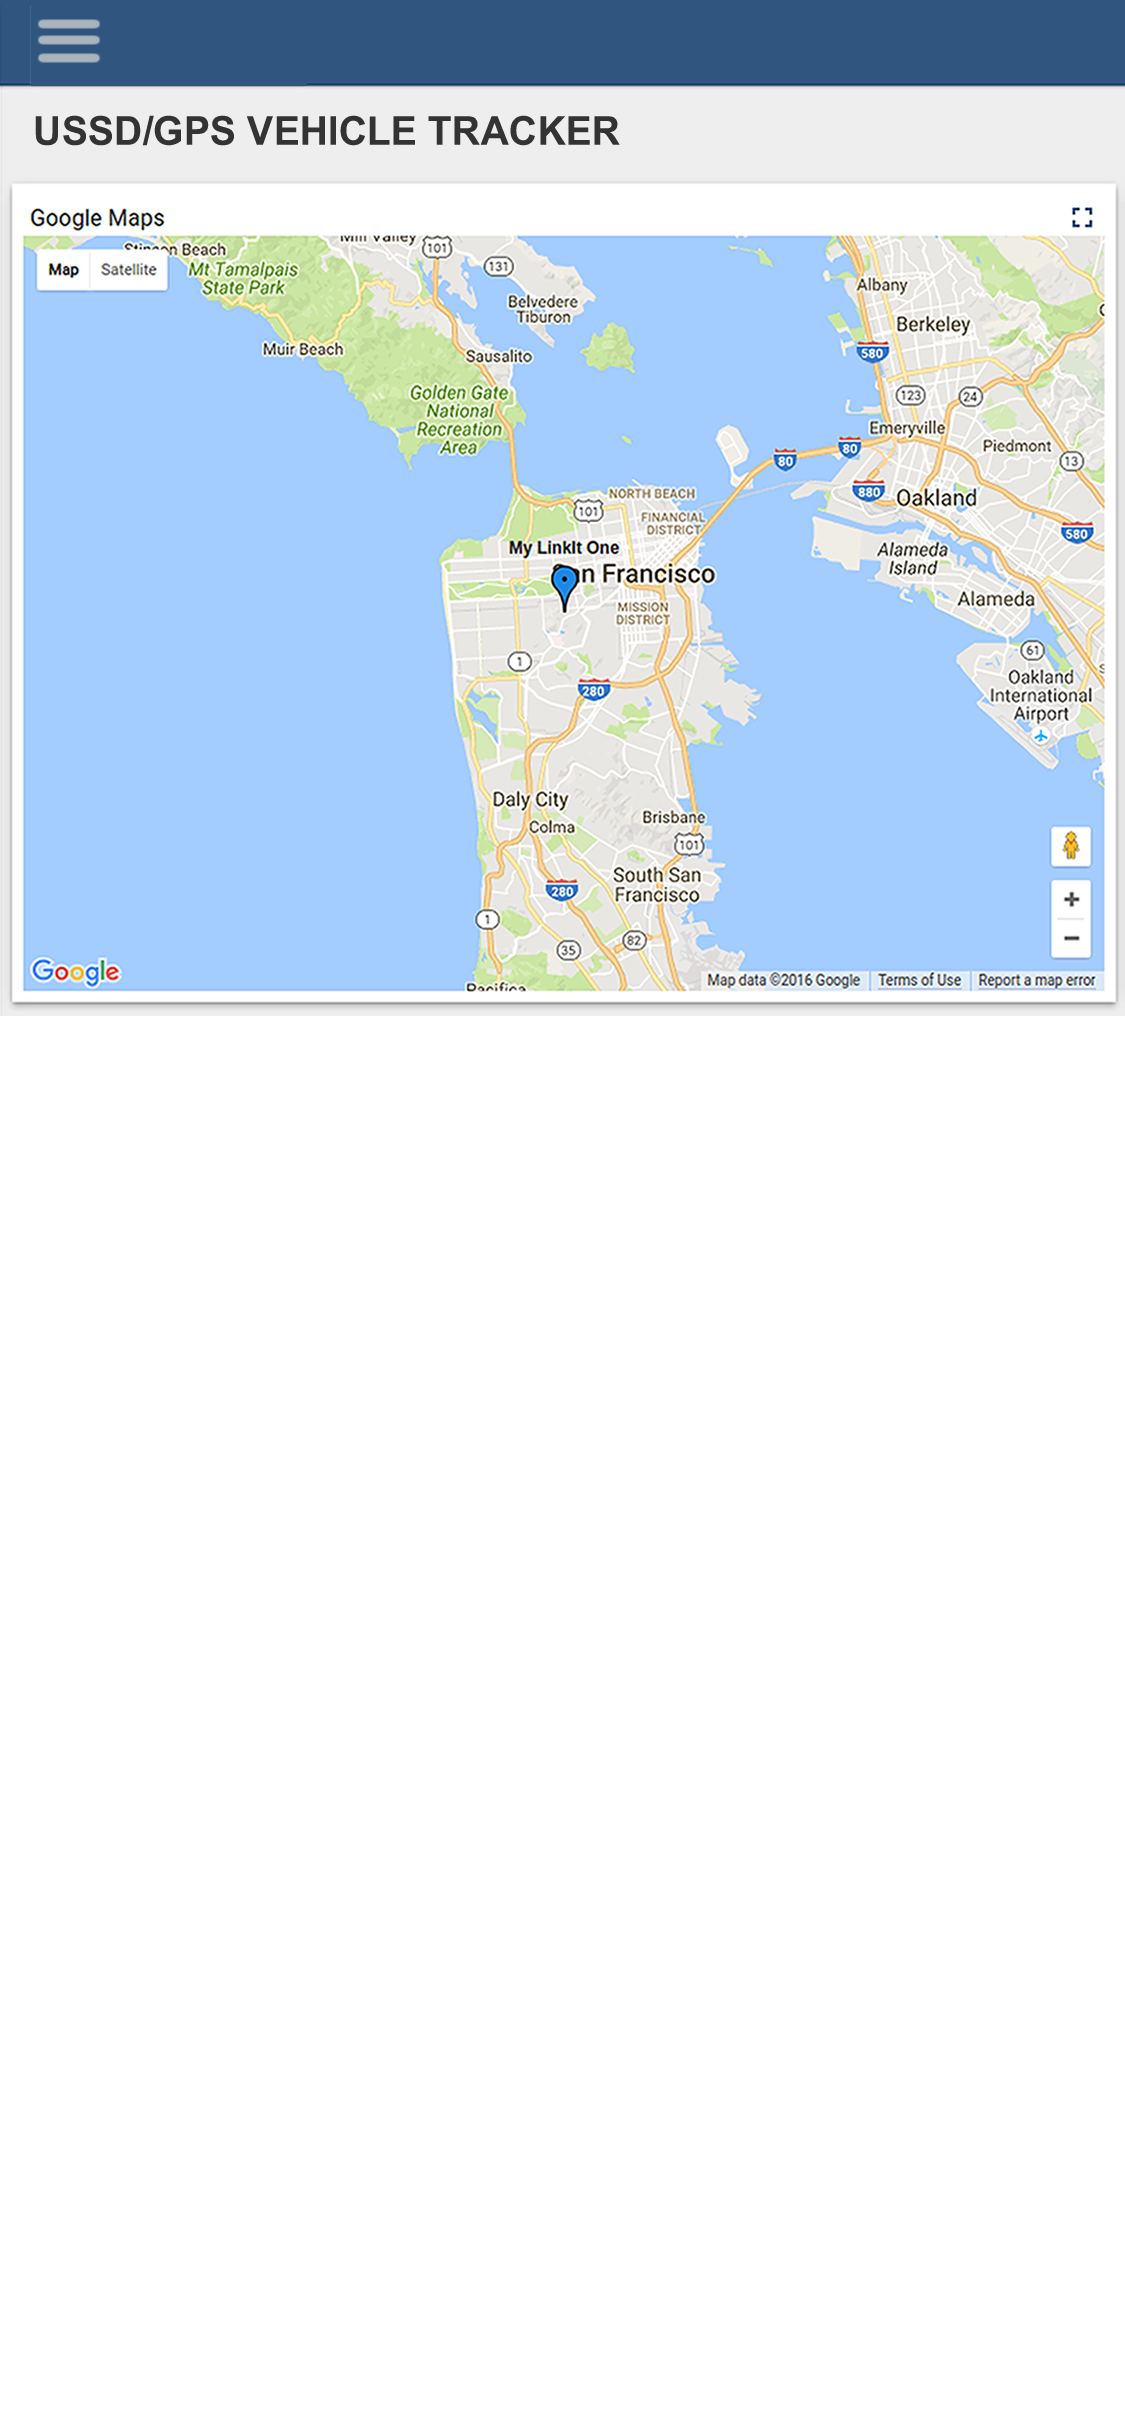 USSD/GPS VEHICLE TRACKER
Google Maps
Map
Satellite
Stinson Beach
Mill Valley
101
131
Mt Tamalpais
State Park
Belvedere
Tiburon
Albany
Berkeley
Muir Beach
Sausalito
580
Golden Gate
National
Recreation
Area
123
24
Emeryville
Piedmont
80
80
13
880
Oakland
NORTH BEACH
101
FINANCIAL
DISTRICT
580
My LinkIt One
San Francisco
Alameda
Island
MISSION
DISTRICT
Alameda
1
61
280
Oakland
International
Airport
Daly City
Colma
Brisbane
101
South San
Francisco
280
1
35
82
Pacifica
Google
Map data ©2016 Google
Terms of Use
Report a map error